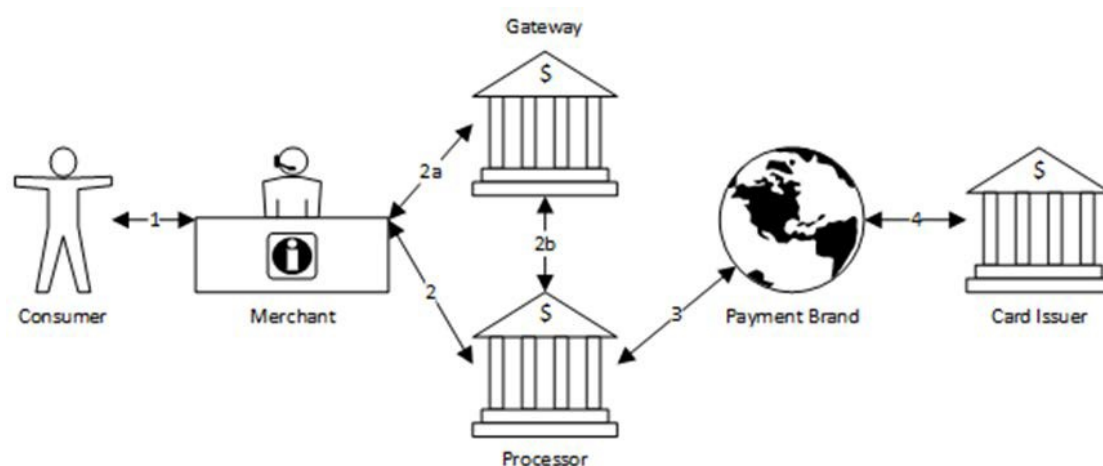 Gateway
$
2a
1
2b
4
$
2
3
Consumer
Merchant
$
Payment Brand
Card Issuer
Processor